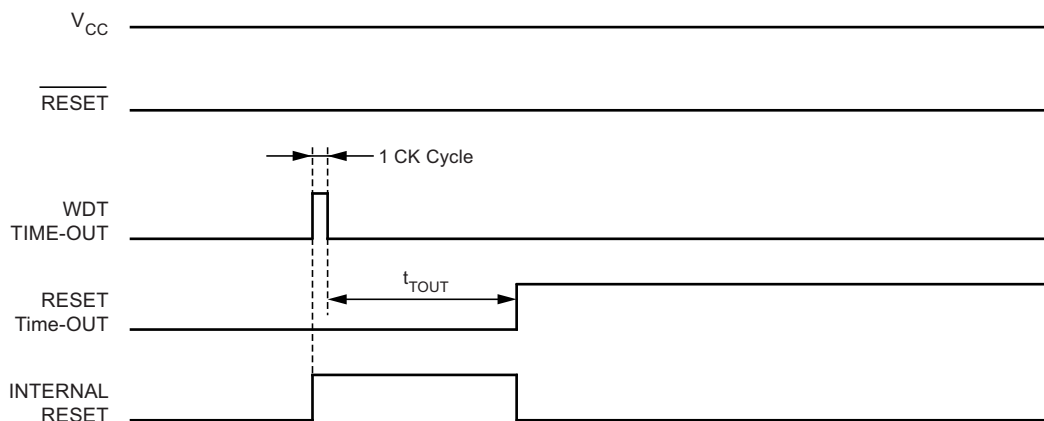 VCC
RESET
1 CK Cycle
WDT
TIME-OUT
tTOUT
RESET
Time-OUT
INTERNAL
RESET